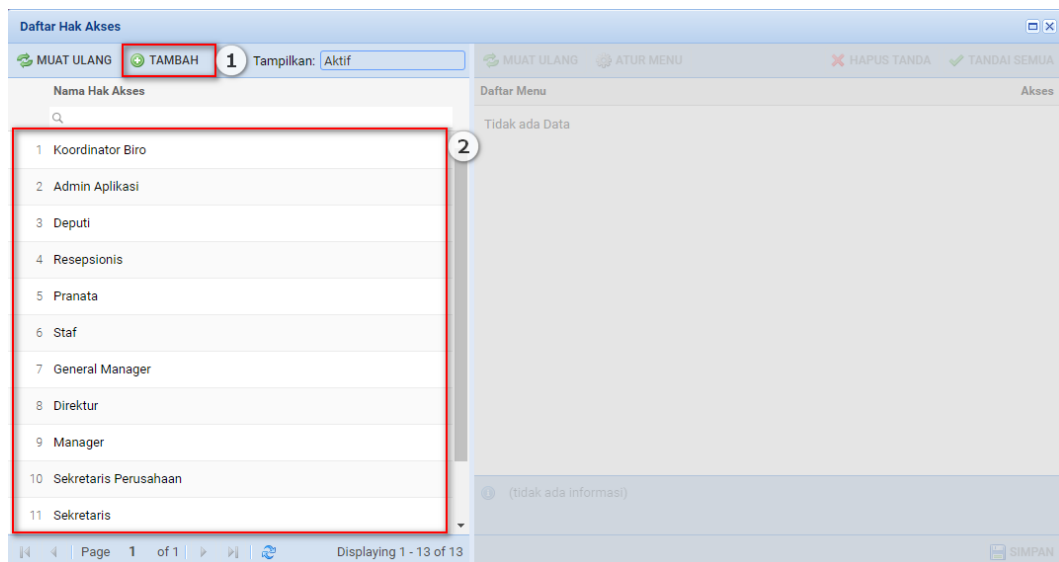 Daftar Hak Akses
MUAT ULANG TAMBAH 1 Tampilkan: Aktif
Nama Hak Akses
2
1 Koordinator Biro
2 Admin Aplikasi
3 Deputi
4 Resepsionis
5 Pranata
6 Staf
7 General Manager
8 Direktur
9 Manager
10 Sekretaris Perusahaan
11 Sekretaris
Page 1 of 1 Displaying 1 - 13 of 13
MUAT ULANG ATUR MENU HAPUS TANDA TANDAI SEMUA
Daftar Menu Akses
Tidak ada Data
(tidak ada informasi)
SIMPAN